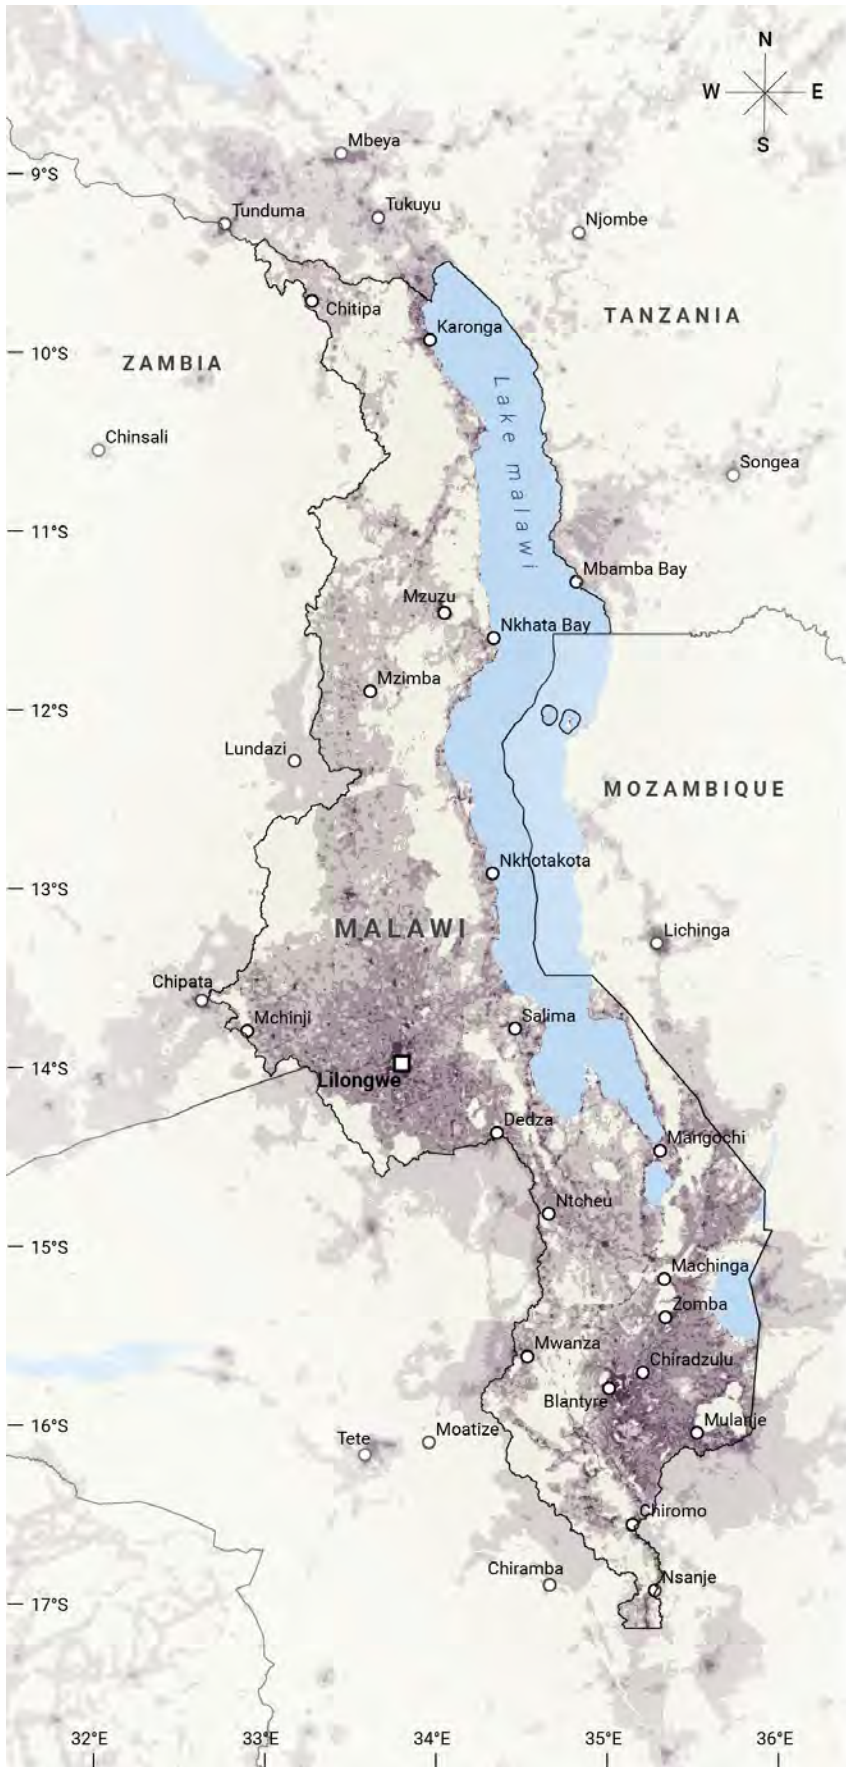 N
W E
S
Mbeya
9°S
Tunduma
Tukuyu
Njombe
Chitipa
TANZANIA
Karonga
10°S
ZAMBIA
Lake malawi
Chinsali
Songea
11°S
Mbamba Bay
Mzuzu
Nkhata Bay
Mzimba
12°S
Lundazi
MOZAMBIQUE
Nkhotakota
13°S
MALAWI
Lichinga
Chipata
Mchinji
Salima
14°S
Lilongwe
Dedza
Mangochi
Ntcheu
15°S
Machinga
Zomba
Mwanza
Chiradzulu
Blantyre
16°S
Mulanje
Tete
Moatize
Chiromo
Chiramba
Nsanje
17°S
32°E 33°E 34°E 35°E 36°E